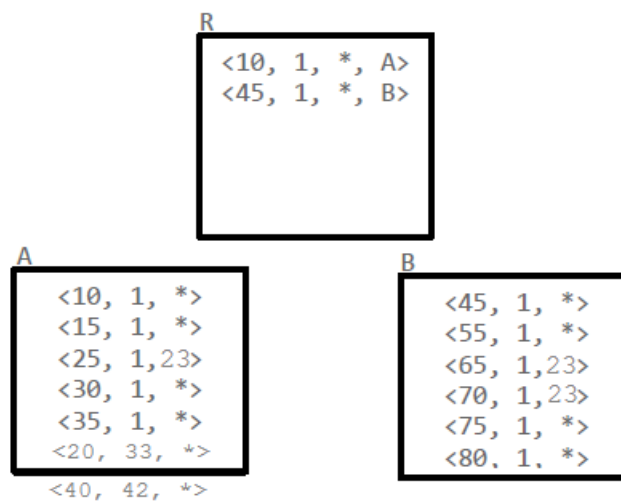 R
<10, 1, *, A>
<45, 1, *, B>
A
<10, 1, *>
<15, 1, *>
<25, 1,23>
<30, 1, *>
<35, 1, *>
<20, 33, *>
<40, 42, *>
B
<45, 1, *>
<55, 1, *>
<65, 1,23>
<70, 1,23>
<75, 1, *>
<80, 1, *>